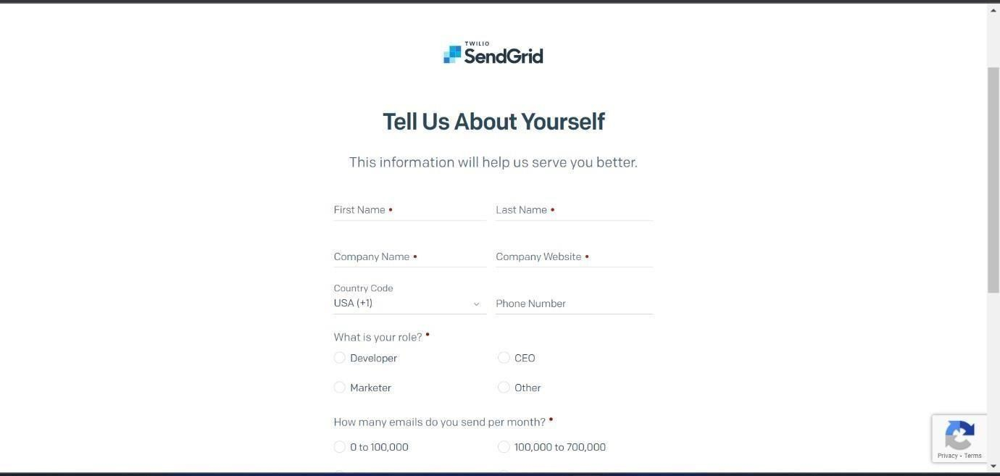 TWILIO
SendGrid
Tell Us About Yourself
This information will help us serve you better.
First Name •
Last Name •
Company Name •
Company Website •
Country Code
USA (+1)
Phone Number
What is your role? •
Developer
CEO
Marketer
Other
How many emails do you send per month? •
0 to 100,000
100,000 to 700,000
Privacy - Terms